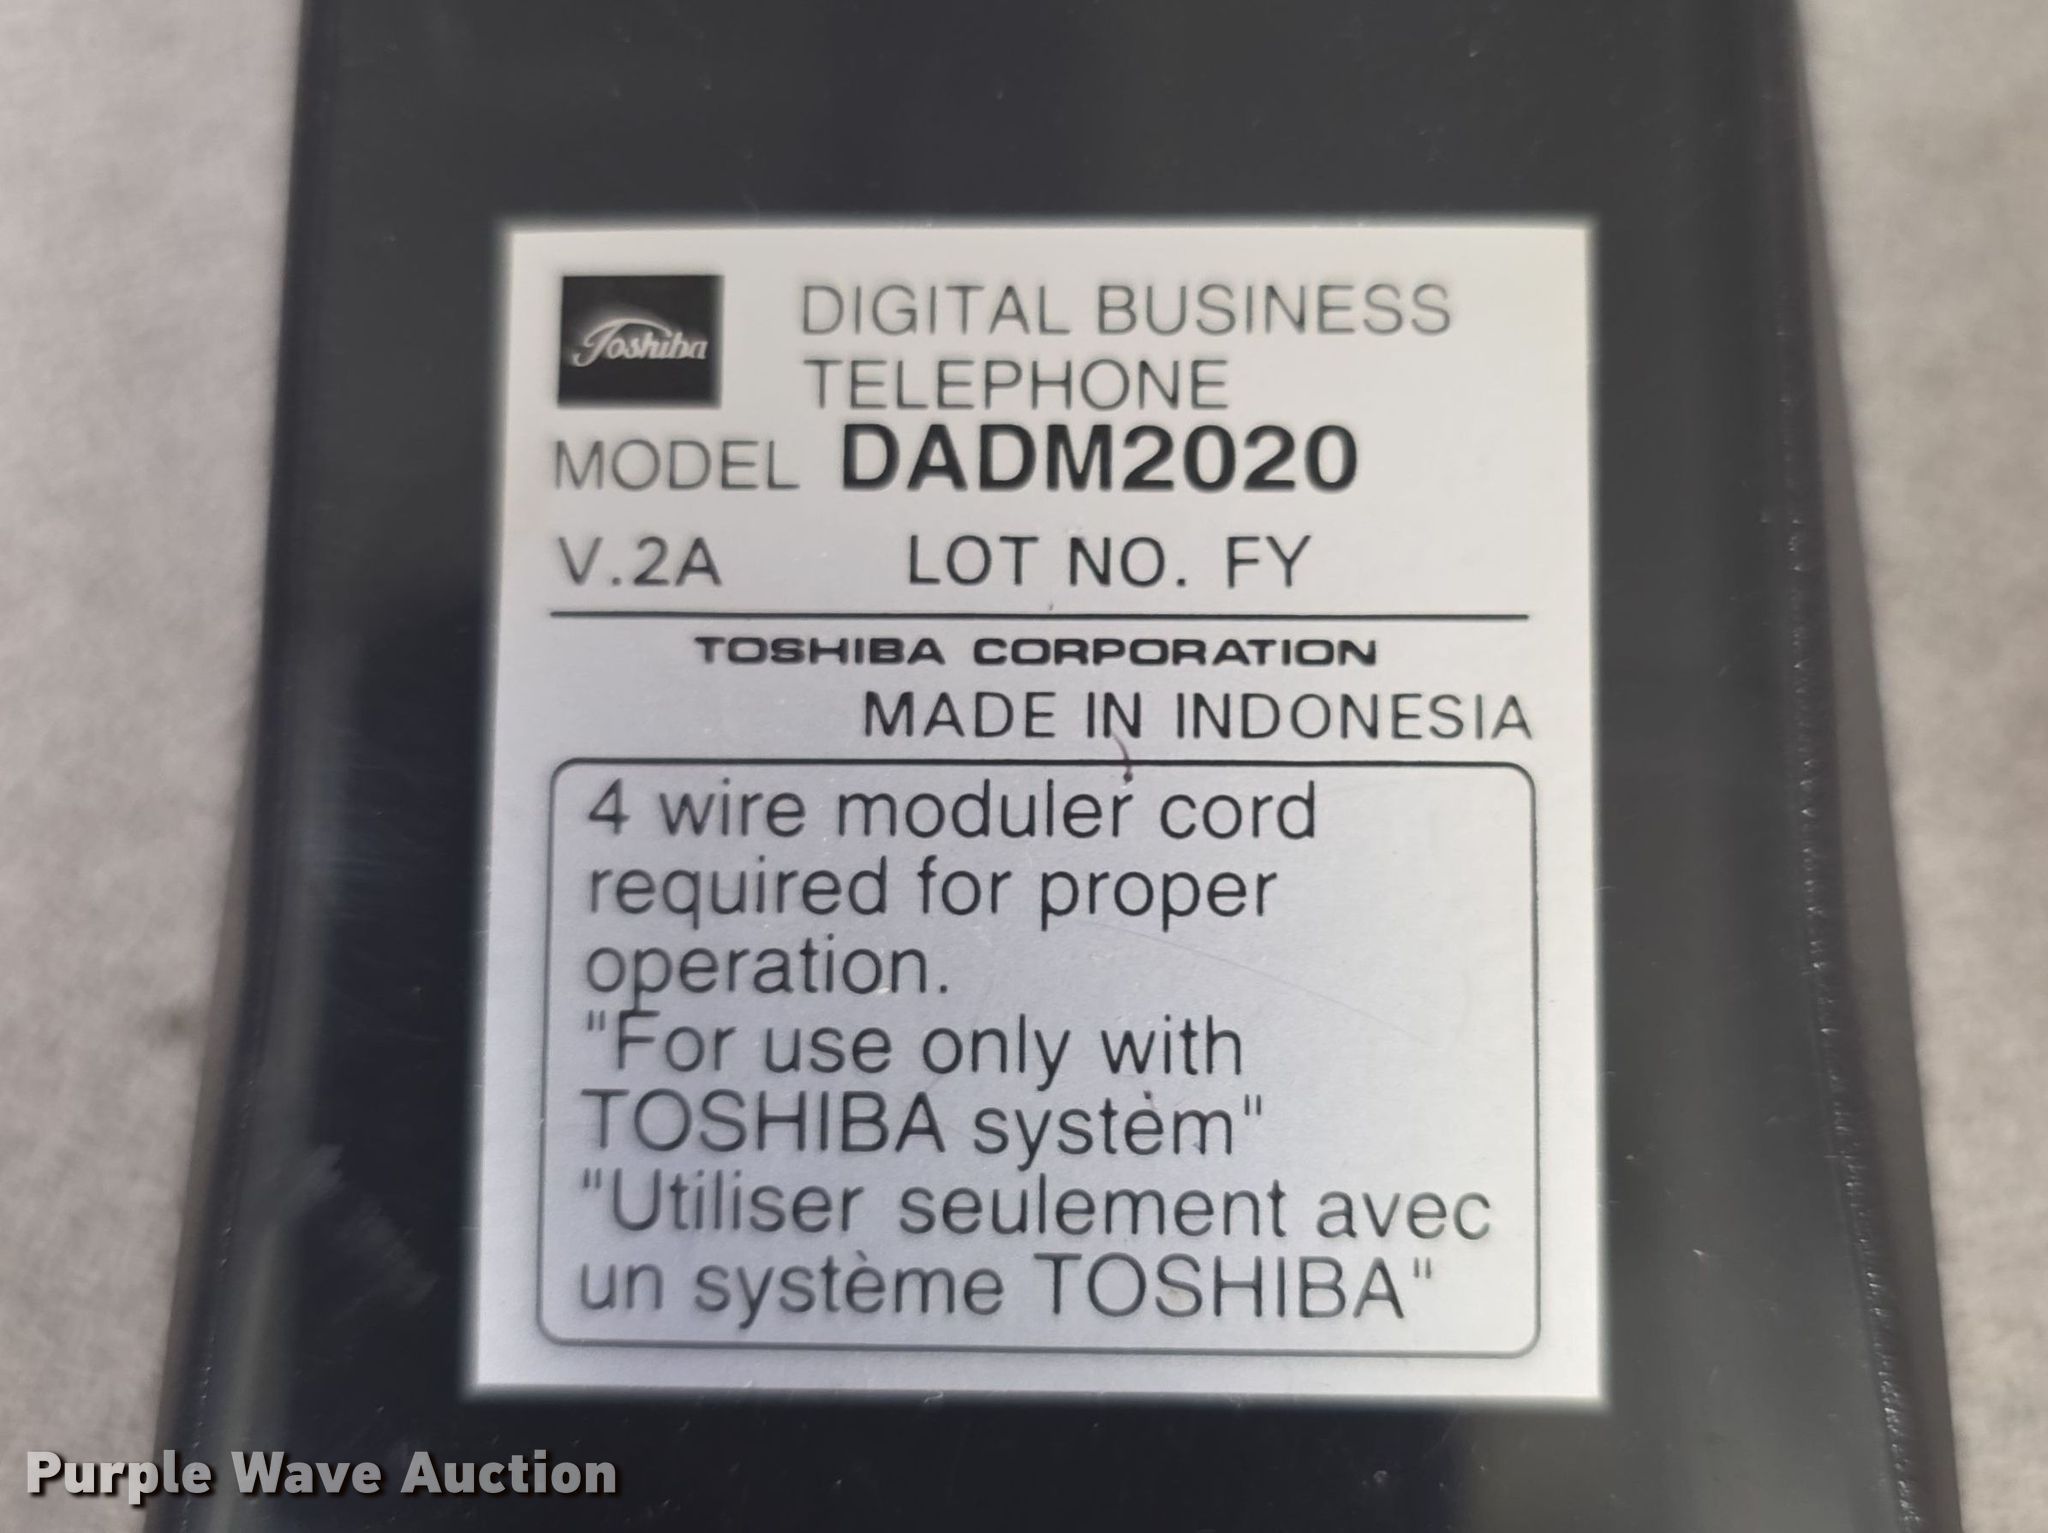 Toshiba
DIGITAL BUSINESS
TELEPHONE
MODEL DADM2020
V.2A LOT NO. FY
TOSHIBA CORPORATION
MADE IN INDONESIA
4 wire moduler cord
required for proper
operation.
"For use only with
TOSHIBA system"
"Utiliser seulement avec
un système TOSHIBA"
Purple Wave Auction